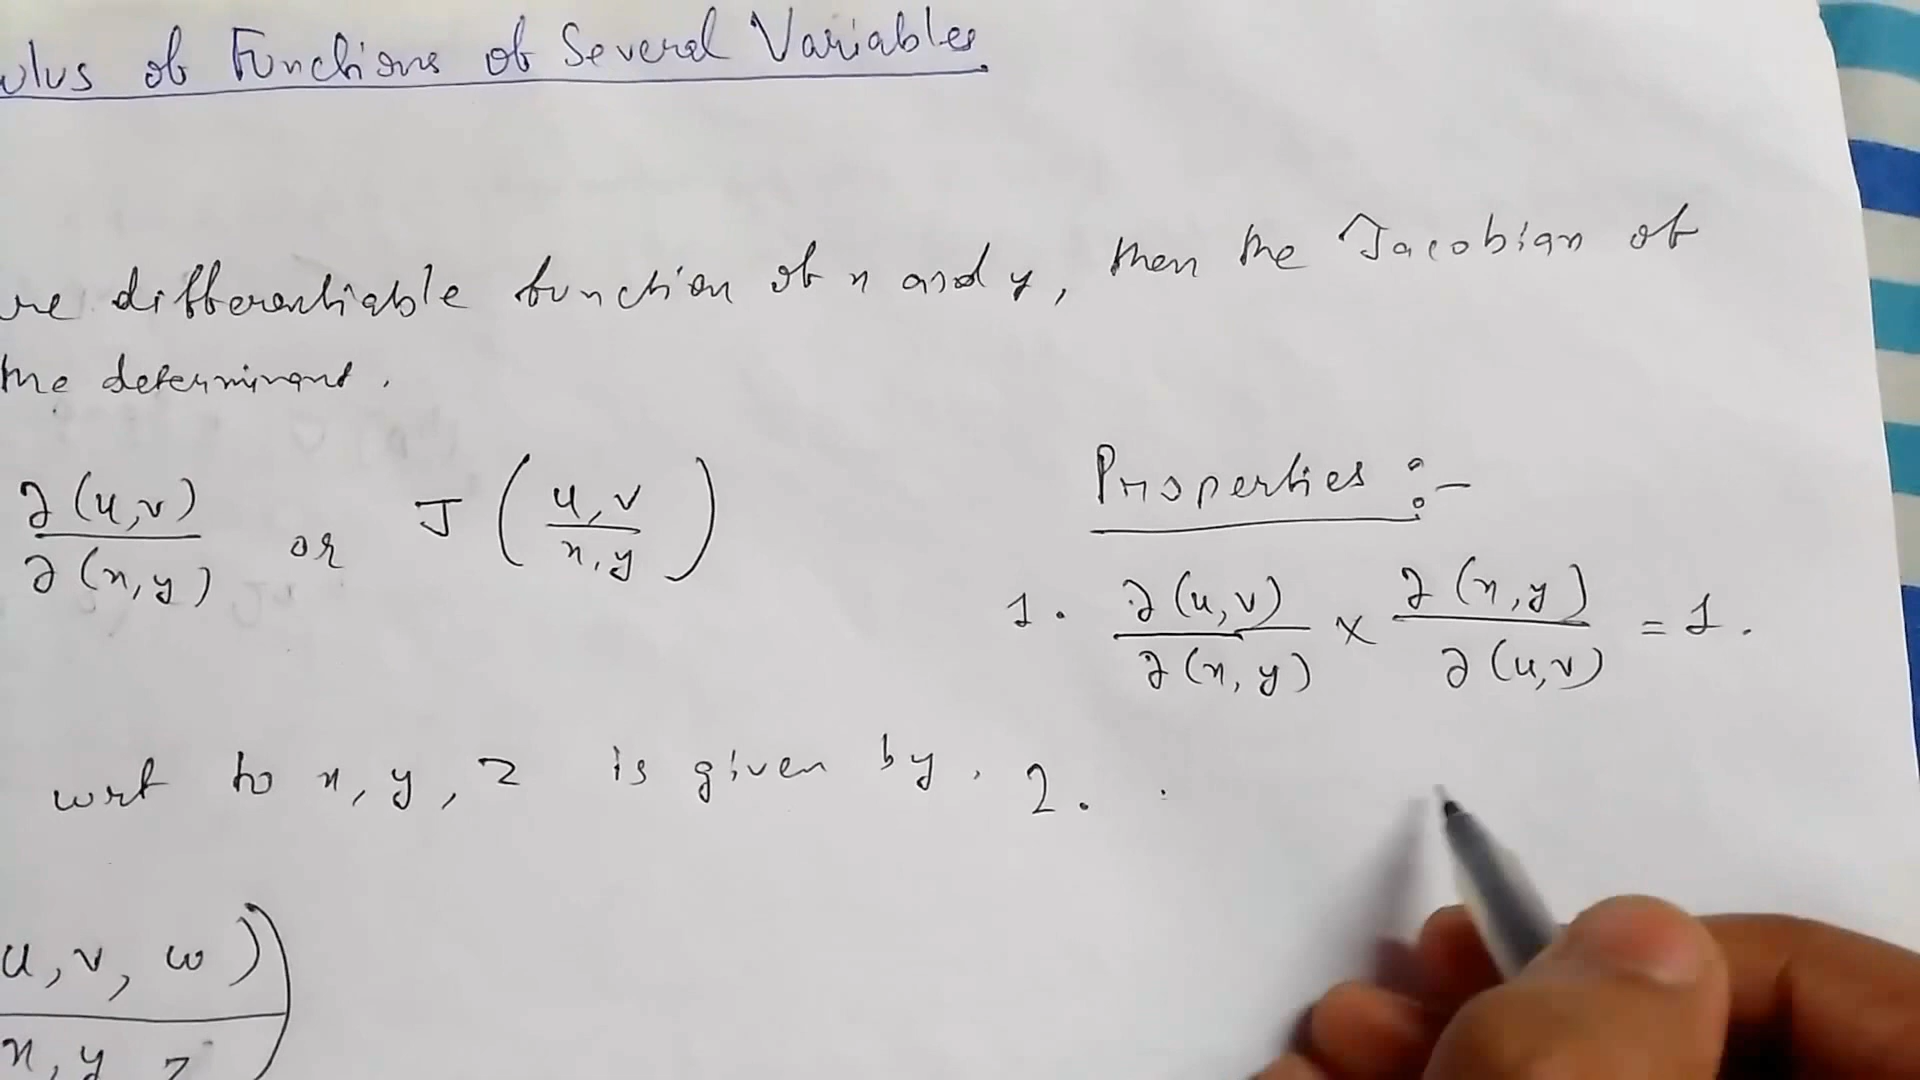 ulus of Functions of Several Variables.
re differentiable function of x and y, then the Jacobian of
the determinant.
∂(u,v)/∂(x,y) or J(u,v/x,y)
Properties :-
1. ∂(u,v)/∂(x,y) × ∂(x,y)/∂(u,v) = 1.
wrt to x, y, z is given by.
2.
u, v, w)
x, y z